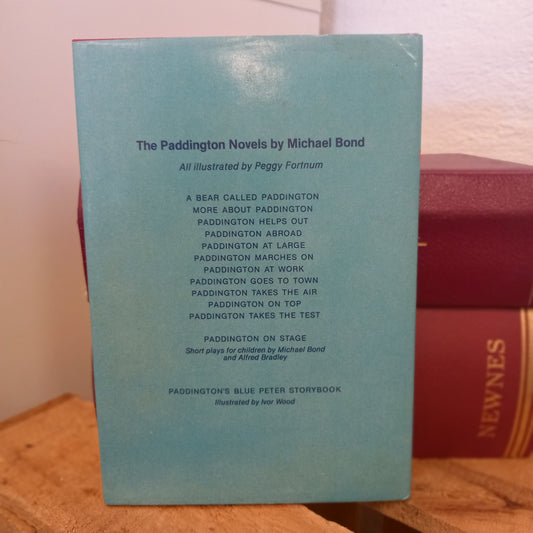 The Paddington Novels by Michael Bond
All illustrated by Peggy Fortnum
A BEAR CALLED PADDINGTON
MORE ABOUT PADDINGTON
PADDINGTON HELPS OUT
PADDINGTON ABROAD
PADDINGTON AT LARGE
PADDINGTON MARCHES ON
PADDINGTON AT WORK
PADDINGTON GOES TO TOWN
PADDINGTON TAKES THE AIR
PADDINGTON ON TOP
PADDINGTON TAKES THE TEST
PADDINGTON ON STAGE
Short plays for children by Michael Bond
and Alfred Bradley
PADDINGTON'S BLUE PETER STORYBOOK
Illustrated by Ivor Wood
NEWNES